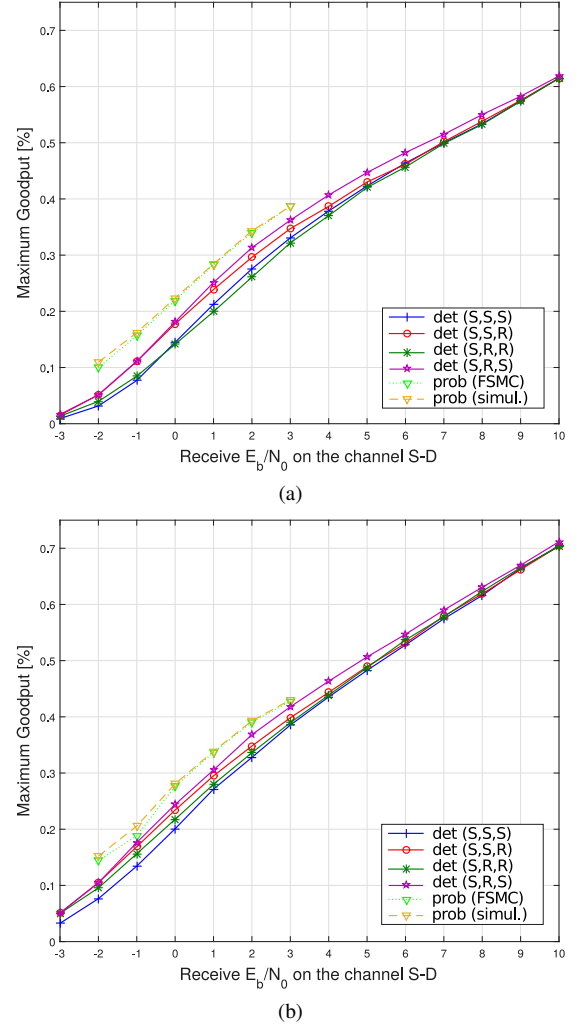 0.7
0.6
0.5
0.4
0.3
0.2
0.1
0
Maximum Goodput [%]
det (S,S,S)
det (S,S,R)
det (S,R,R)
det (S,R,S)
prob (FSMC)
prob (simul.)
-3 -2 -1 0 1 2 3 4 5 6 7 8 9 10
Receive E_b/N_0 on the channel S-D
(a)
0.7
0.6
0.5
0.4
0.3
0.2
0.1
0
Maximum Goodput [%]
det (S,S,S)
det (S,S,R)
det (S,R,R)
det (S,R,S)
prob (FSMC)
prob (simul.)
-3 -2 -1 0 1 2 3 4 5 6 7 8 9 10
Receive E_b/N_0 on the channel S-D
(b)